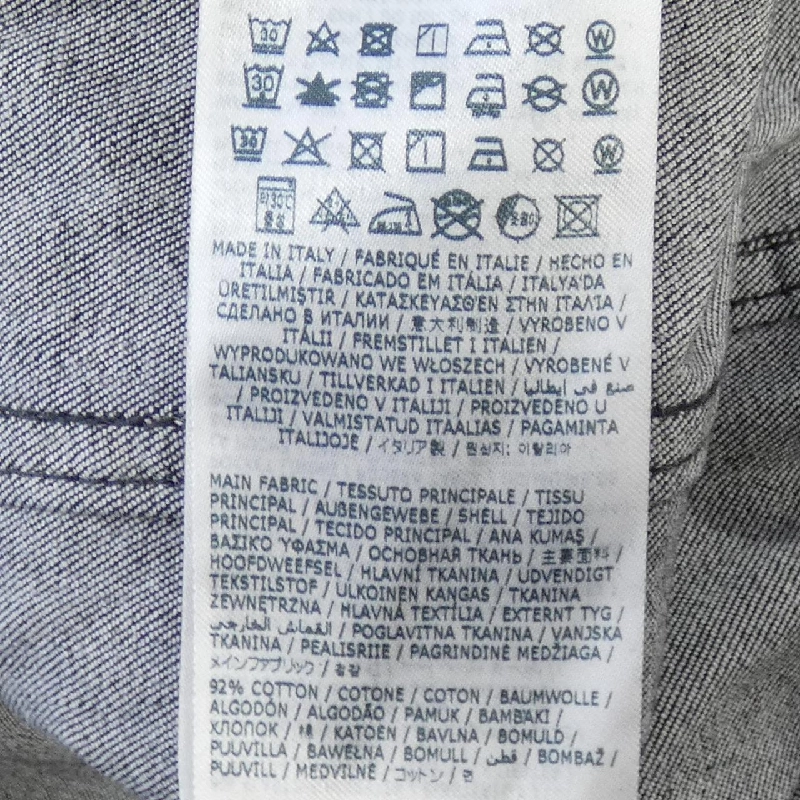 30
W
30
W
30
W
MADE IN ITALY / FABRIQUÉ EN ITALIE / HECHO EN
ITALIA / FABRICADO EM ITÁLIA / ITALYA'DA
ÜRETILMIŞTIR / ΚΑΤΑΣΚΕΥΑΣΘΕΝ ΣΤΗΝ ΙΤΑΛΊΑ /
СДЕЛАНО В ИТАЛИИ / 意大利制造 / VYROBENO V
ITÁLII / FREMSTILLET I ITALIEN /
WYPRODUKOWANO WE WŁOSZECH / VYROBENÉ V
TALIANSKU / TILLVERKAD I ITALIEN / صنع في ايطاليا
/ PROIZVEDENO V ITALIJI / PROIZVEDENO U
ITALIJI / VALMISTATUD ITAALIAS / PAGAMINTA
ITALIJOJE / イタリア製 / 원산지: 이탈리아
MAIN FABRIC / TESSUTO PRINCIPALE / TISSU
PRINCIPAL / AUßENGEWEBE / SHELL / TEJIDO
PRINCIPAL / TECIDO PRINCIPAL / ANA KUMAŞ /
ΒΑΣΙΚΟ ΎΦΑΣΜΑ / ОСНОВНАЯ ТКАНЬ / 主要面料 /
HOOFDWEEFSEL / HLAVNÍ TKANINA / UDVENDIGT
TEKSTILSTOF / ULKOINEN KANGAS / TKANINA
ZEWNĘTRZNA / HLAVNÁ TEXTÍLIA / EXTERNT TYG /
القماش الخارجي / POGLAVITNA TKANINA / VANJSKA
TKANINA / PEALISRIIE / PAGRINDINĖ MEDŽIAGA /
メインファブリック / 겉감
92% COTTON / COTONE / COTON / BAUMWOLLE /
ALGODÓN / ALGODÃO / PAMUK / ΒΑΜΒΆΚΙ /
ХЛОПОК / 棉 / KATOEN / BAVLNA / BOMULD /
PUUVILLA / BAWEŁNA / BOMULL / قطن / BOMBAŽ /
PUUVILL / MEDVILNĖ / コットン / 면